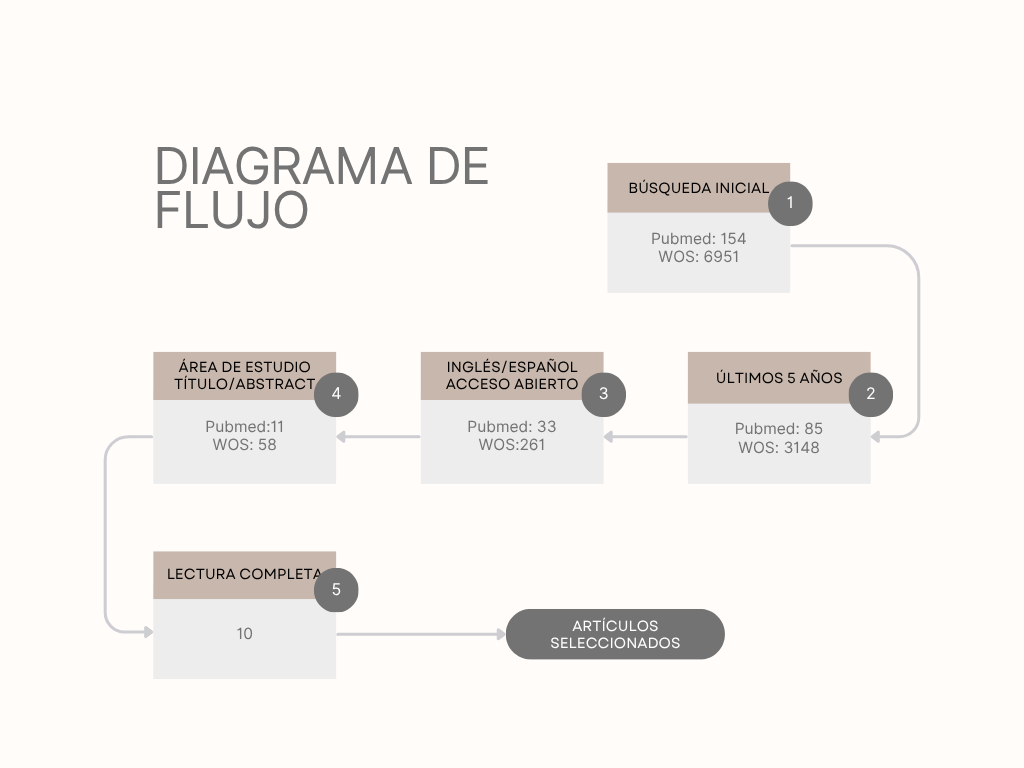 DIAGRAMA DE
FLUJO
BÚSQUEDA INICIAL
1
Pubmed: 154
WOS: 6951
ÚLTIMOS 5 AÑOS
2
Pubmed: 85
WOS: 3148
INGLÉS/ESPAÑOL
ACCESO ABIERTO
3
Pubmed: 33
WOS:261
ÁREA DE ESTUDIO
TÍTULO/ABSTRACT
4
Pubmed:11
WOS: 58
LECTURA COMPLETA
5
10
ARTÍCULOS
SELECCIONADOS